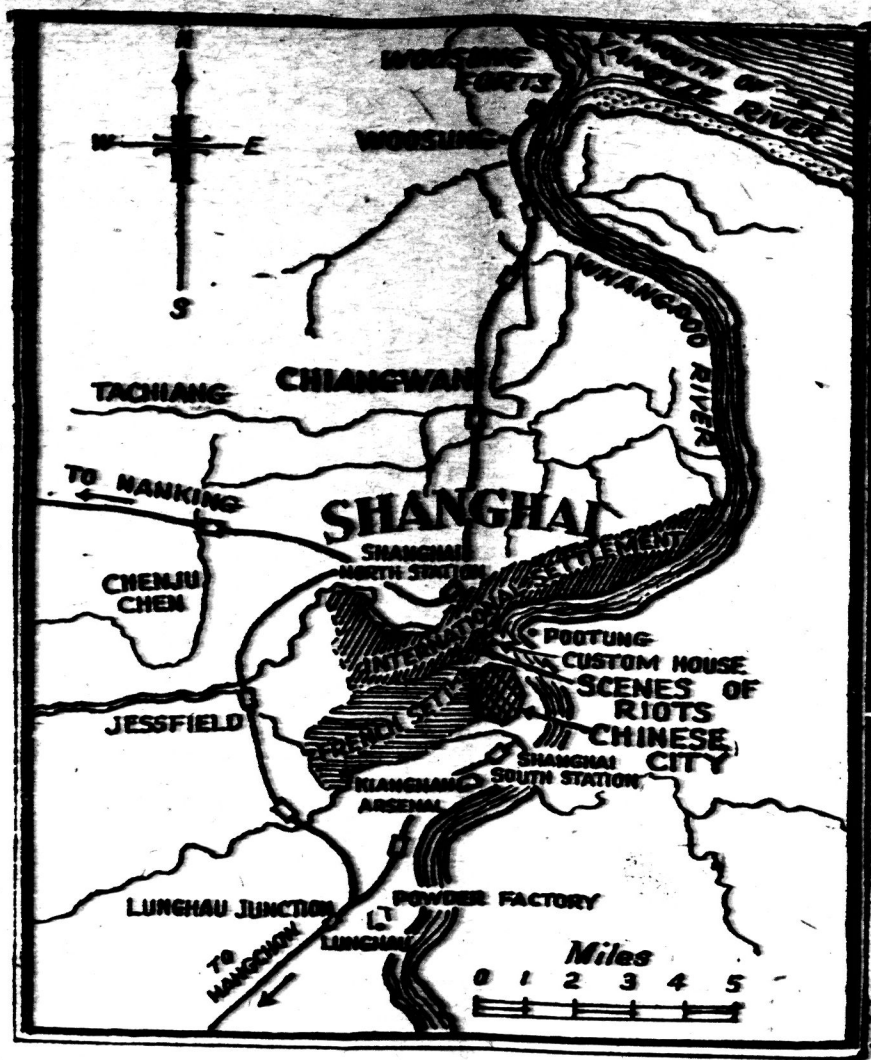 N
WOOSUNG
FORTS
MOUTH OF
YANGTZE RIVER
W E
WOOSUNG
S
WHANGPOO RIVER
CHIANGWAN
TACHIANG
TO NANKING
SHANGHAI
SHANGHAI
NORTH STATION
INTERNATIONAL SETTLEMENT
CHENJU
CHEN
POOTUNG
CUSTOM HOUSE
SCENES OF
RIOTS
JESSFIELD
FRENCH SETT
CHINESE
CITY
SHANGHAI
SOUTH STATION
KIANGNAN
ARSENAL
POWDER FACTORY
LUNGHAU JUNCTION
LUNGHAU
TO
HANGCHOW
Miles
0 1 2 3 4 5